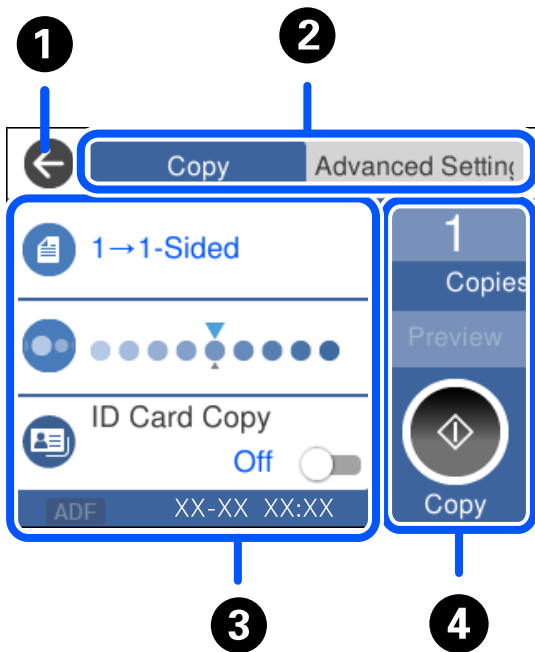 1
2
Copy
Advanced Setting
1→1-Sided
1
Copies
Preview
ID Card Copy
Off
Copy
ADF
XX-XX XX:XX
3
4